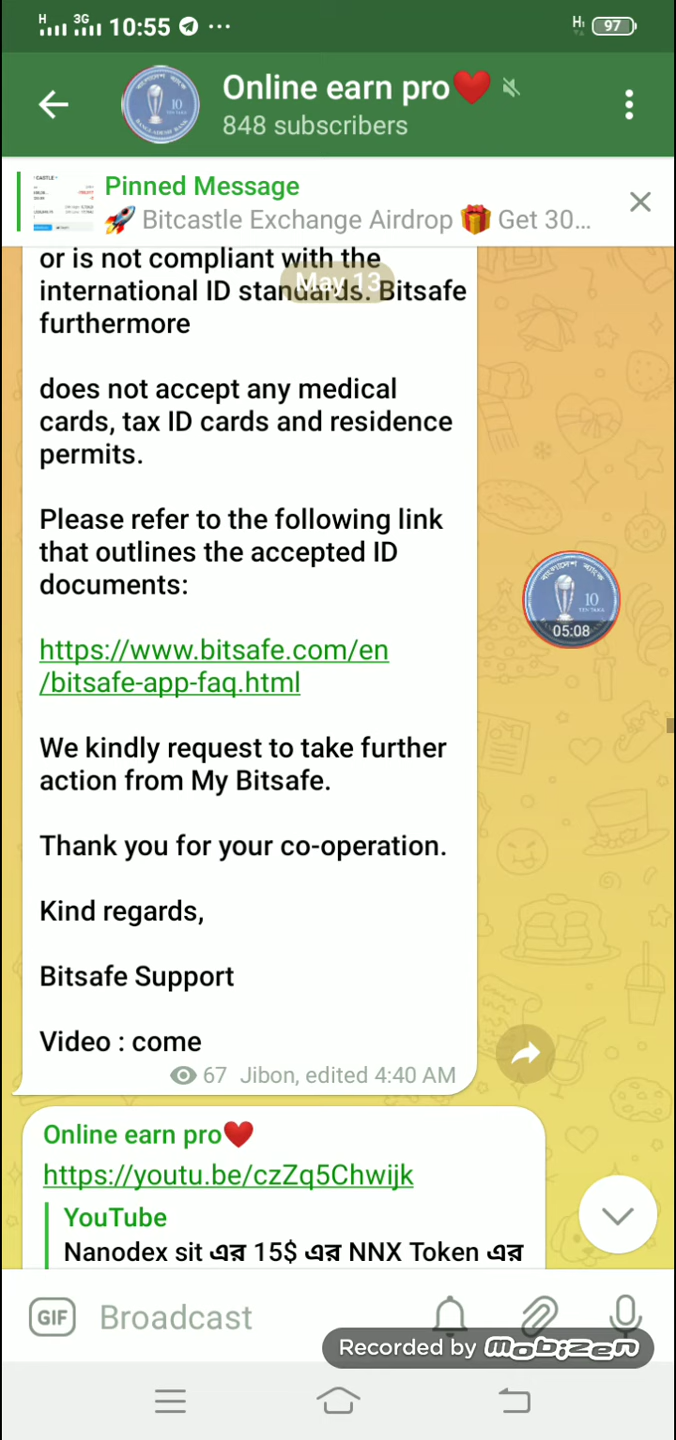 H 3G 10:55 ... H 97
Online earn pro❤️
848 subscribers
Pinned Message
🚀 Bitcastle Exchange Airdrop 🎁 Get 30...
or is not compliant with the
May 13
international ID standards. Bitsafe
furthermore
does not accept any medical
cards, tax ID cards and residence
permits.
Please refer to the following link
that outlines the accepted ID
documents:
https://www.bitsafe.com/en
/bitsafe-app-faq.html
We kindly request to take further
action from My Bitsafe.
Thank you for your co-operation.
Kind regards,
Bitsafe Support
Video : come
67 Jibon, edited 4:40 AM
বাংলাদেশ ব্যাংক
10
TEN TAKA
05:08
Online earn pro❤️
https://youtu.be/czZq5Chwijk
YouTube
Nanodex sit এর 15$ এর NNX Token এর
GIF Broadcast
Recorded by mobizen